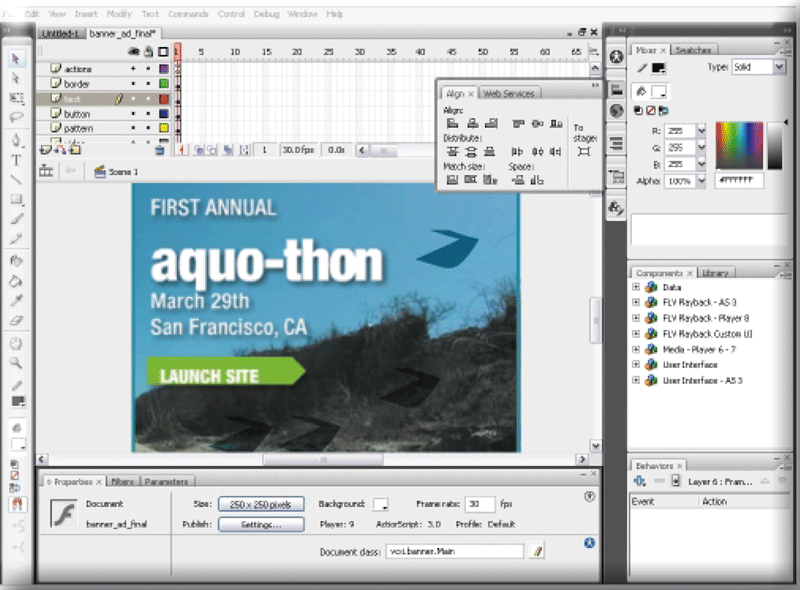 Edit View Insert Modify Text Commands Control Debug Window Help
Untitled-1 banner_ad_final*
1 5 10 15 20 25 30 35 40 45 50 55 60 65
actions
border
text
button
pattern
1 30.0 fps 0.0s
Scene 1
Align × Web Services
Align:
Distribute:
To stage:
Match size: Space:
FIRST ANNUAL
aquo-thon
March 29th
San Francisco, CA
LAUNCH SITE
Mixer × Swatches
Type: Solid
R: 255
G: 255
B: 255
Alpha: 100% #FFFFFF
Components × Library
Data
FLV Playback - AS 3
FLV Playback - Player 8
FLV Playback Custom UI
Media - Player 6 - 7
User Interface
User Interface - AS 3
Properties × Filters Parameters
Document Size: 250 x 250 pixels Background: Frame rate: 30 fps
banner_ad_final Publish: Settings... Player: 9 ActionScript: 3.0 Profile: Default
Document class: voxi.banner.Main
Behaviors ×
Layer 6 : Fram...
Event Action